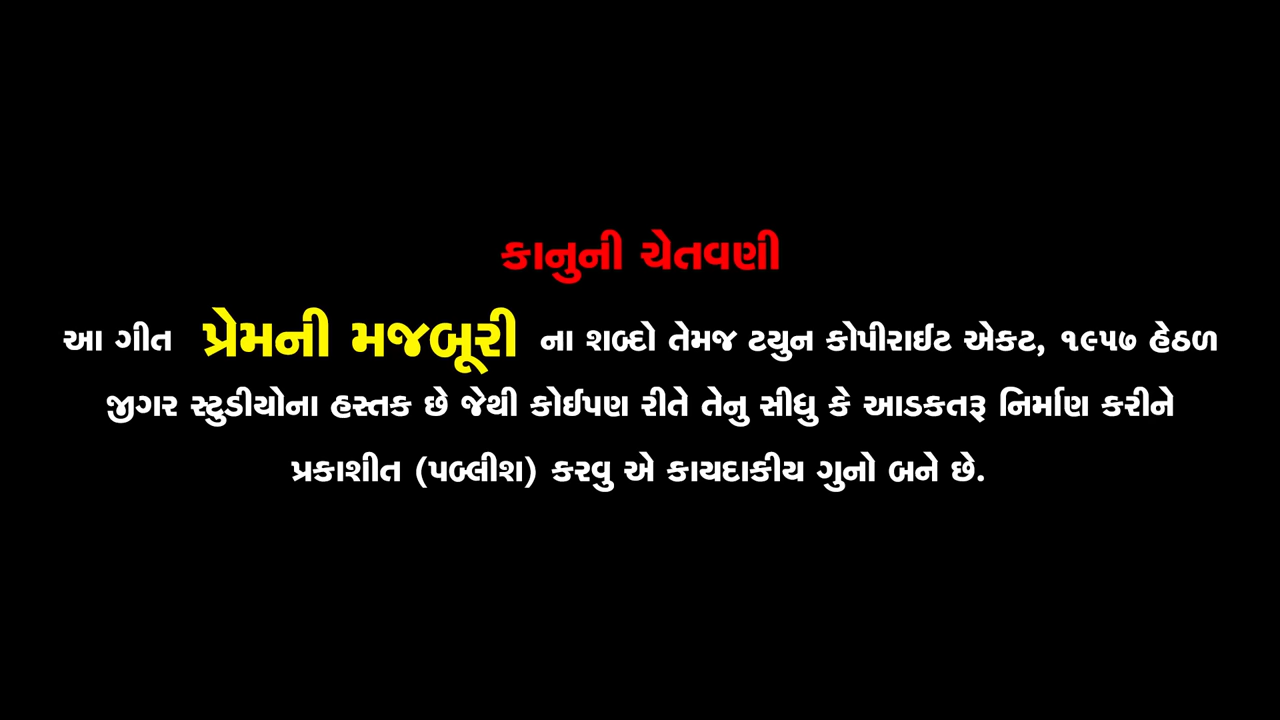 કાનુની ચેતવણી
આ ગીત પ્રેમની મજબૂરી ના શબ્દો તેમજ ટયુન કોપીરાઈટ એકટ, ૧૯૫૭ હેઠળ
જીગર સ્ટુડીયોના હસ્તક છે જેથી કોઈપણ રીતે તેનુ સીધુ કે આડકતરૂ નિર્માણ કરીને
પ્રકાશીત (પબ્લીશ) કરવુ એ કાયદાકીય ગુનો બને છે.